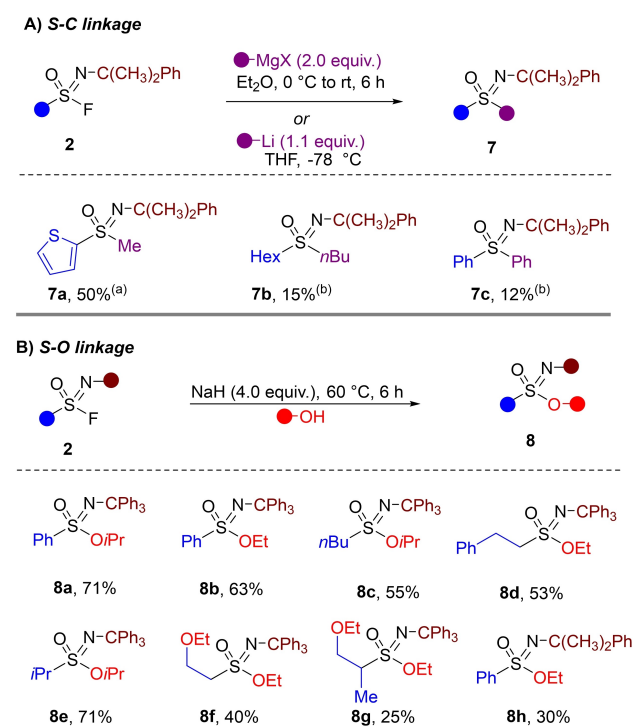 A) S-C linkage
O
S
N–C(CH₃)₂Ph
F
2
MgX (2.0 equiv.)
Et₂O, 0 °C to rt, 6 h
or
Li (1.1 equiv.)
THF, -78 °C
O
S
N–C(CH₃)₂Ph
7
S
O
S
N–C(CH₃)₂Ph
Me
7a, 50%⁽ᵃ⁾
O
S
N–C(CH₃)₂Ph
Hex
nBu
7b, 15%⁽ᵇ⁾
O
S
N–C(CH₃)₂Ph
Ph
Ph
7c, 12%⁽ᵇ⁾
B) S-O linkage
O
S
N
F
2
NaH (4.0 equiv.), 60 °C, 6 h
OH
O
S
N
O
8
O
S
N–CPh₃
Ph
OiPr
8a, 71%
O
S
N–CPh₃
Ph
OEt
8b, 63%
O
S
N–CPh₃
nBu
OiPr
8c, 55%
O
S
N–CPh₃
Ph
OEt
8d, 53%
O
S
N–CPh₃
iPr
OiPr
8e, 71%
OEt
O
S
N–CPh₃
OEt
8f, 40%
OEt
O
S
N–CPh₃
OEt
Me
8g, 25%
O
S
N–C(CH₃)₂Ph
Ph
OEt
8h, 30%